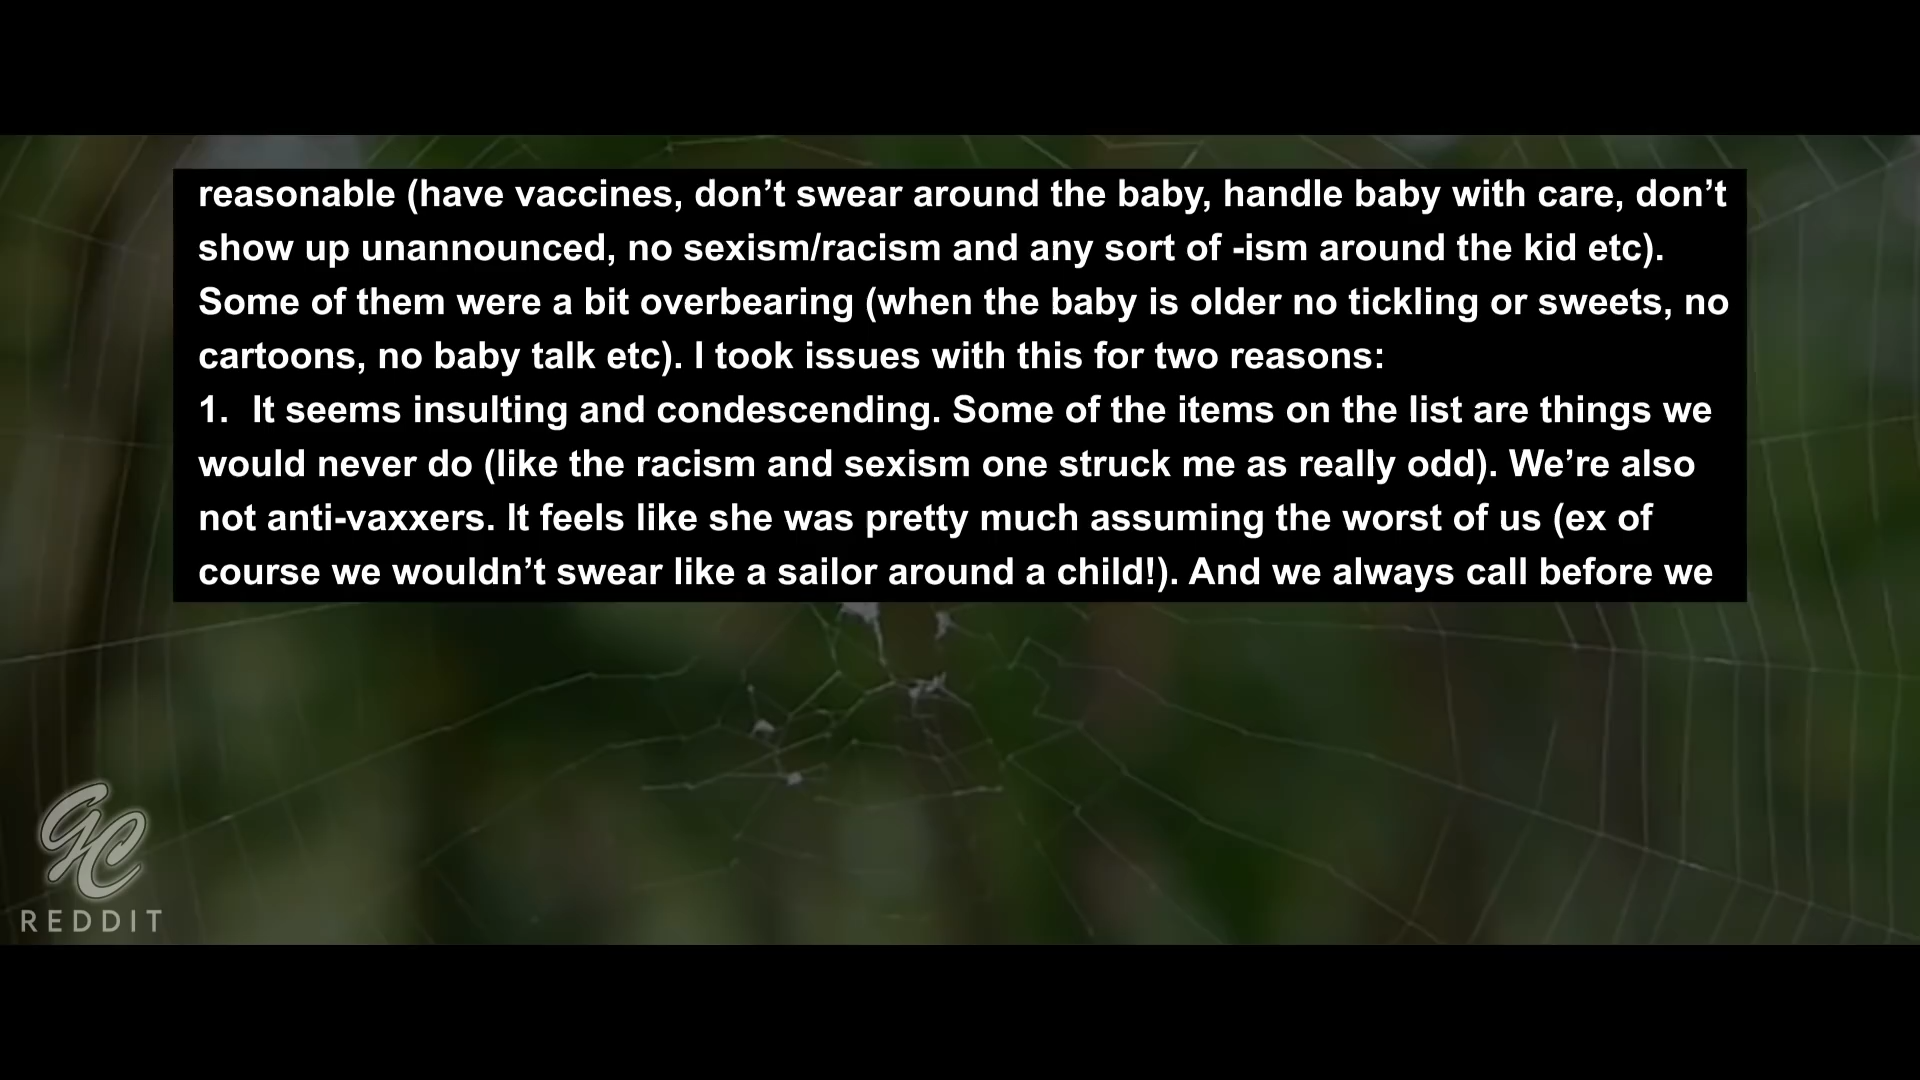 reasonable (have vaccines, don’t swear around the baby, handle baby with care, don’t
show up unannounced, no sexism/racism and any sort of -ism around the kid etc).
Some of them were a bit overbearing (when the baby is older no tickling or sweets, no
cartoons, no baby talk etc). I took issues with this for two reasons:
1. It seems insulting and condescending. Some of the items on the list are things we
would never do (like the racism and sexism one struck me as really odd). We’re also
not anti-vaxxers. It feels like she was pretty much assuming the worst of us (ex of
course we wouldn’t swear like a sailor around a child!). And we always call before we
GC
REDDIT